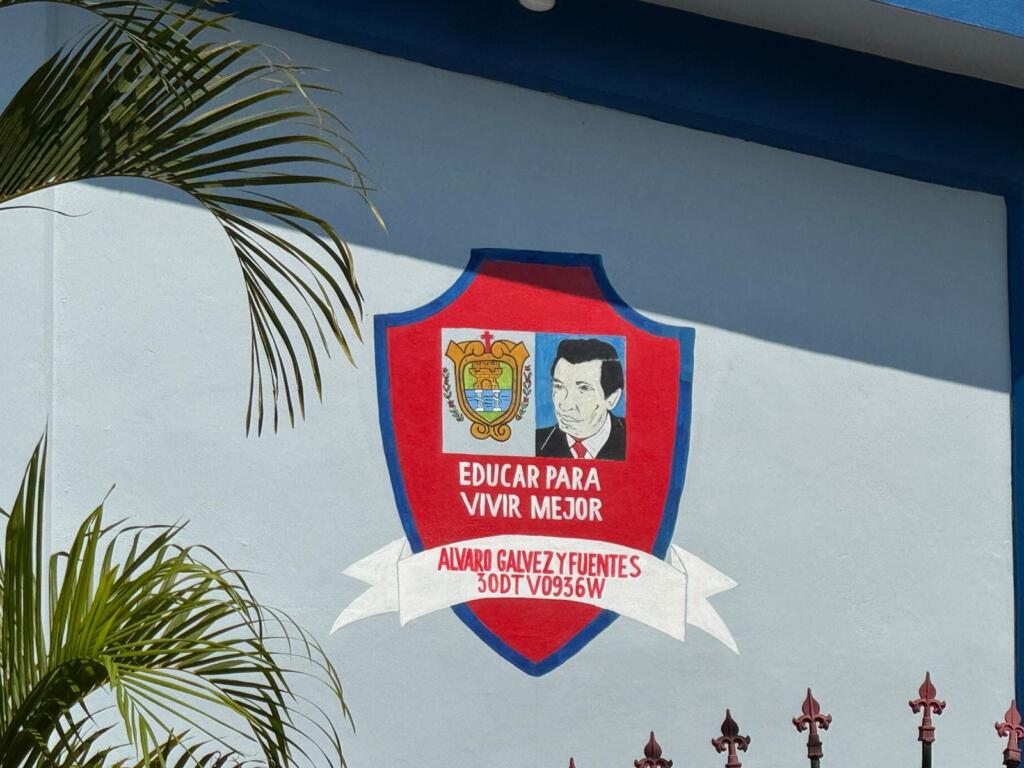 EDUCAR PARA
VIVIR MEJOR
ALVARO GALVEZ Y FUENTES
30DTV0936W